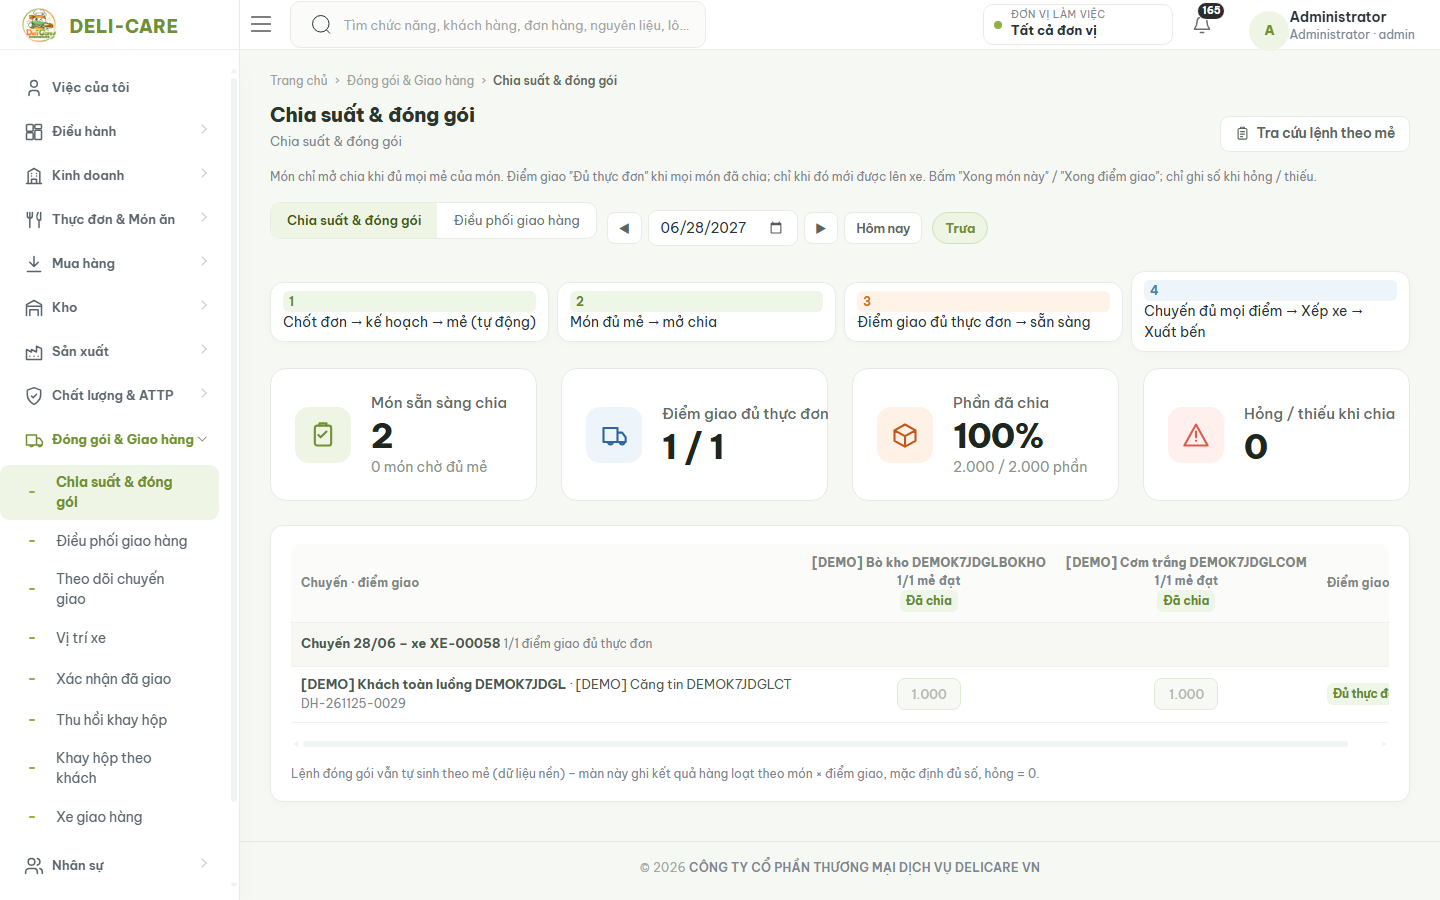 DELI-CARE
Tìm chức năng, khách hàng, đơn hàng, nguyên liệu, lô...
ĐƠN VỊ LÀM VIỆC
Tất cả đơn vị
165
A
Administrator
Administrator · admin
Việc của tôi
Điều hành
Kinh doanh
Thực đơn & Món ăn
Mua hàng
Kho
Sản xuất
Chất lượng & ATTP
Đóng gói & Giao hàng
Chia suất & đóng
gói
Điều phối giao hàng
Theo dõi chuyến
giao
Vị trí xe
Xác nhận đã giao
Thu hồi khay hộp
Khay hộp theo
khách
Xe giao hàng
Nhân sự
Trang chủ › Đóng gói & Giao hàng › Chia suất & đóng gói
Chia suất & đóng gói
Chia suất & đóng gói
Tra cứu lệnh theo mẻ
Món chỉ mở chia khi đủ mọi mẻ của món. Điểm giao "Đủ thực đơn" khi mọi món đã chia; chỉ khi đó mới được lên xe. Bấm "Xong món này" / "Xong điểm giao"; chỉ ghi số khi hỏng / thiếu.
Chia suất & đóng gói
Điều phối giao hàng
◀
06/28/2027
▶
Hôm nay
Trưa
1
Chốt đơn → kế hoạch → mẻ (tự động)
2
Món đủ mẻ → mở chia
3
Điểm giao đủ thực đơn → sẵn sàng
4
Chuyến đủ mọi điểm → Xếp xe →
Xuất bến
Món sẵn sàng chia
2
0 món chờ đủ mẻ
Điểm giao đủ thực đơn
1 / 1
Phần đã chia
100%
2.000 / 2.000 phần
Hỏng / thiếu khi chia
0
Chuyến · điểm giao
[DEMO] Bò kho DEMOK7JDGLBOKHO
1/1 mẻ đạt
Đã chia
[DEMO] Cơm trắng DEMOK7JDGLCOM
1/1 mẻ đạt
Đã chia
Điểm giao
Chuyến 28/06 – xe XE-00058 1/1 điểm giao đủ thực đơn
[DEMO] Khách toàn luồng DEMOK7JDGL · [DEMO] Căng tin DEMOK7JDGLCT
DH-261125-0029
1.000
1.000
Đủ thực đ
Lệnh đóng gói vẫn tự sinh theo mẻ (dữ liệu nền) – màn này ghi kết quả hàng loạt theo món × điểm giao, mặc định đủ số, hỏng = 0.
© 2026 CÔNG TY CỔ PHẦN THƯƠNG MẠI DỊCH VỤ DELICARE VN